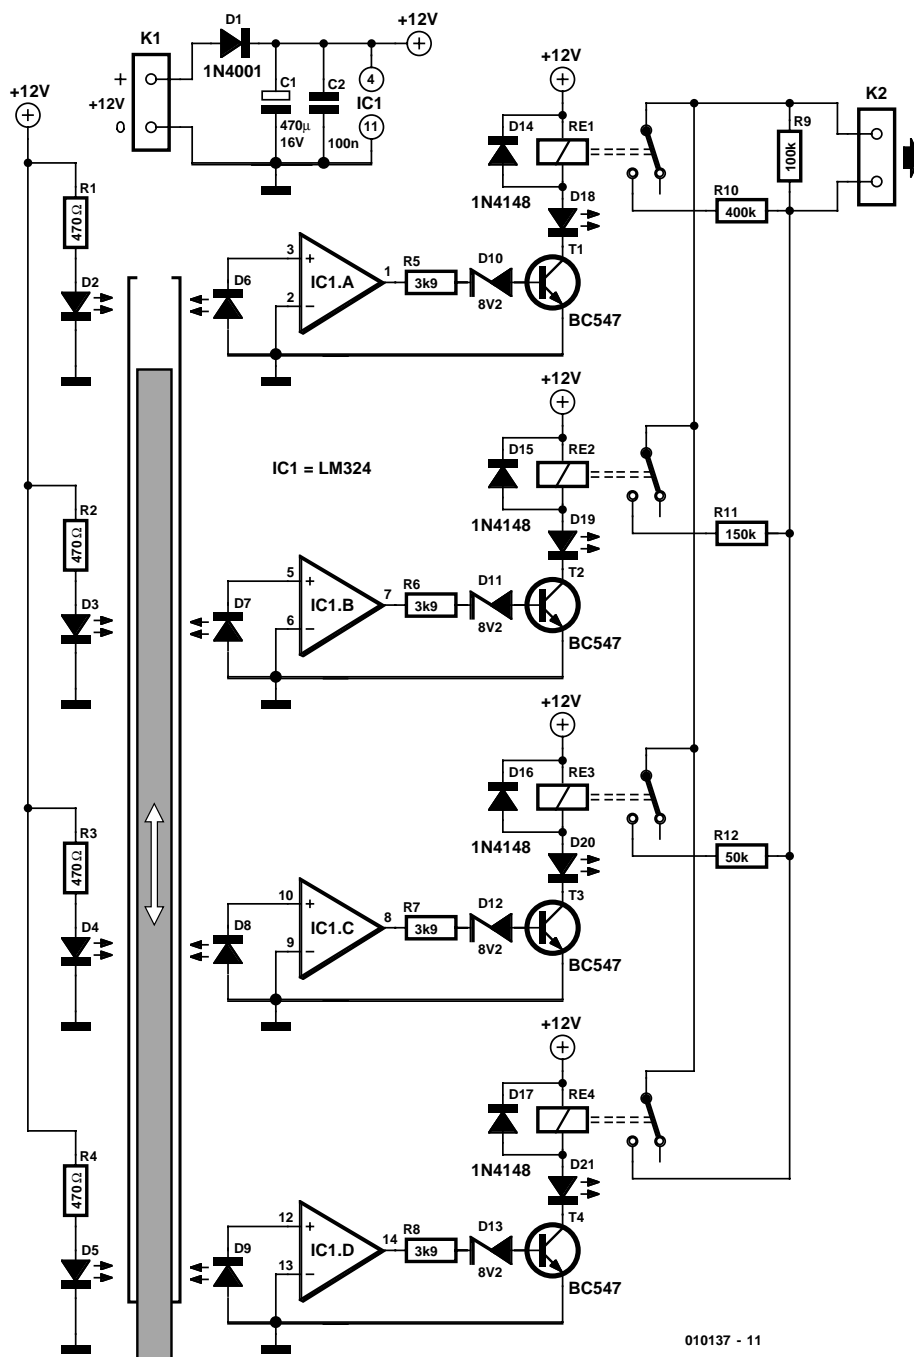 +12V
K1
+
+12V
0
D1
1N4001
C1
470µ
16V
C2
100n
4
IC1
11
+12V
+12V
D14
RE1
1N4148
D18
K2
R9
100k
R10
400k
R1
470Ω
D2
D6
3
+
2
−
IC1.A
1
R5
3k9
D10
8V2
T1
BC547
IC1 = LM324
+12V
D15
RE2
1N4148
D19
R11
150k
R2
470Ω
D3
D7
5
+
6
−
IC1.B
7
R6
3k9
D11
8V2
T2
BC547
+12V
D16
RE3
1N4148
D20
R12
50k
R3
470Ω
D4
D8
10
+
9
−
IC1.C
8
R7
3k9
D12
8V2
T3
BC547
+12V
D17
RE4
1N4148
D21
R4
470Ω
D5
D9
12
+
13
−
IC1.D
14
R8
3k9
D13
8V2
T4
BC547
010137 - 11